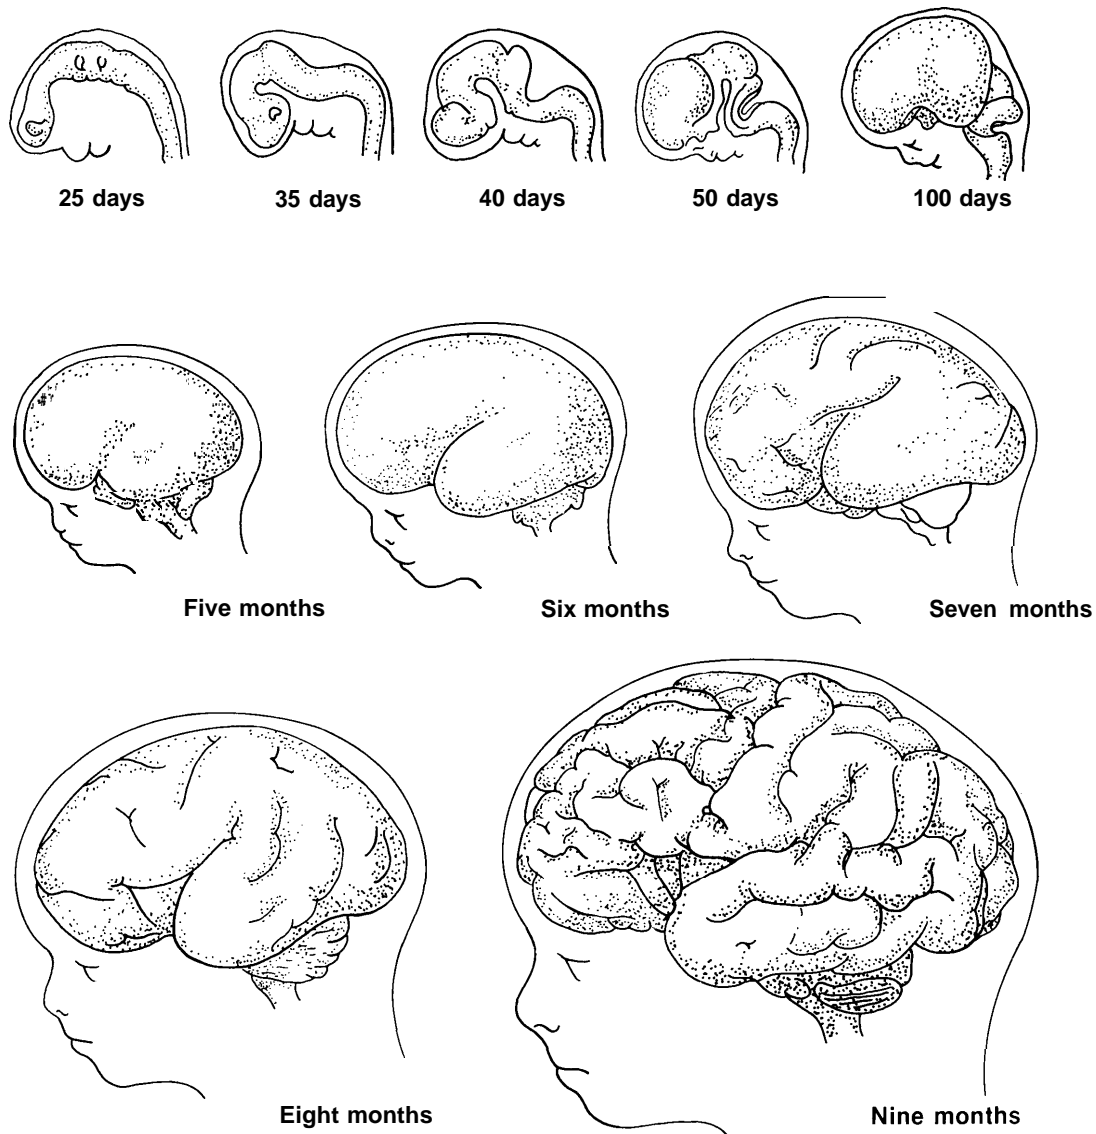 25 days
35 days
40 days
50 days
100 days
Five months
Six months
Seven months
Eight months
Nine months